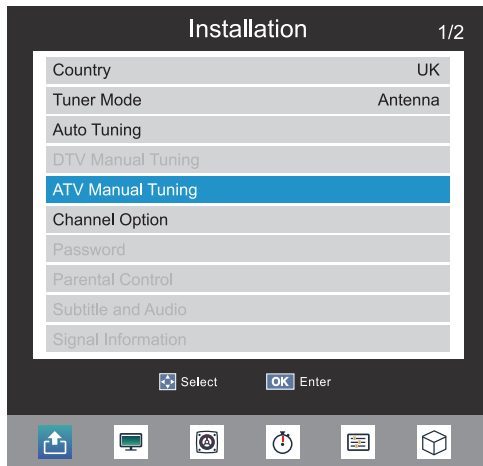 Installation 1/2
Country UK
Tuner Mode Antenna
Auto Tuning
DTV Manual Tuning
ATV Manual Tuning
Channel Option
Password
Parental Control
Subtitle and Audio
Signal Information
Select OK Enter